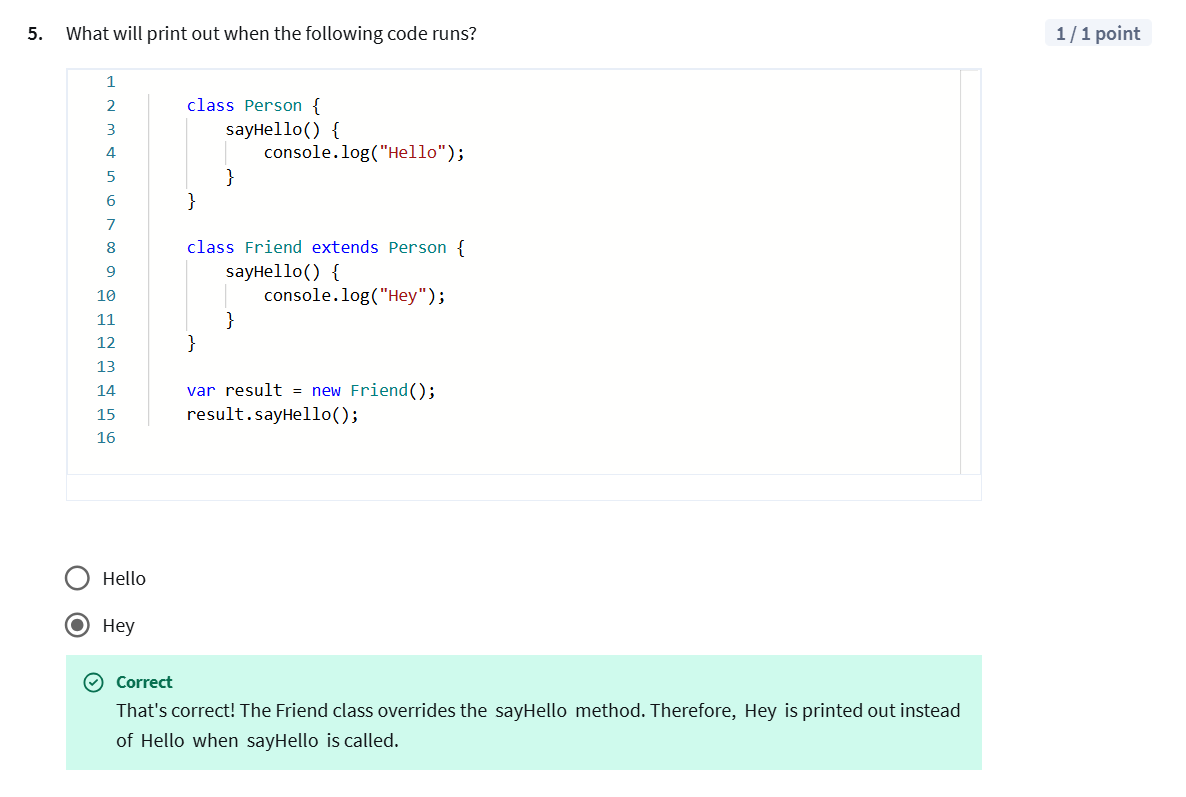 5. What will print out when the following code runs?
1 / 1 point
1
2 class Person {
3 sayHello() {
4 console.log("Hello");
5 }
6 }
7
8 class Friend extends Person {
9 sayHello() {
10 console.log("Hey");
11 }
12 }
13
14 var result = new Friend();
15 result.sayHello();
16
Hello
Hey
Correct
That's correct! The Friend class overrides the sayHello method. Therefore, Hey is printed out instead
of Hello when sayHello is called.